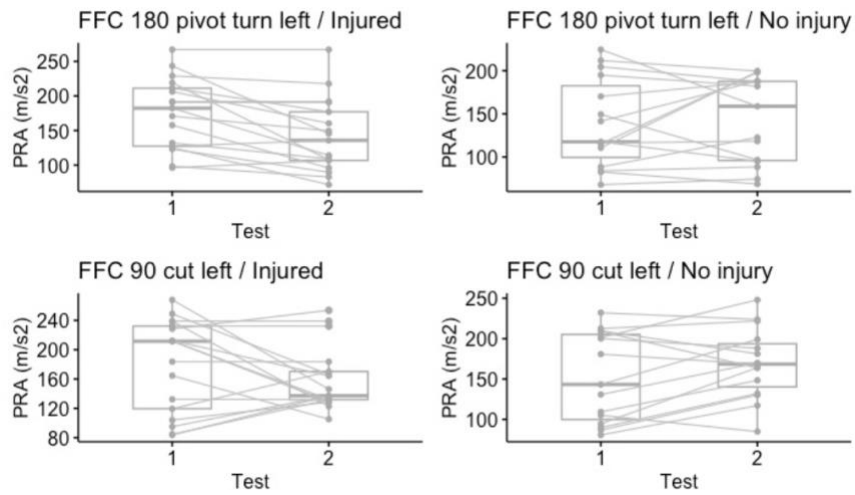 FFC 180 pivot turn left / Injured
PRA (m/s2)
250
200
150
100
1
2
Test
FFC 180 pivot turn left / No injury
PRA (m/s2)
200
150
100
1
2
Test
FFC 90 cut left / Injured
PRA (m/s2)
240
200
160
120
80
1
2
Test
FFC 90 cut left / No injury
PRA (m/s2)
250
200
150
100
1
2
Test